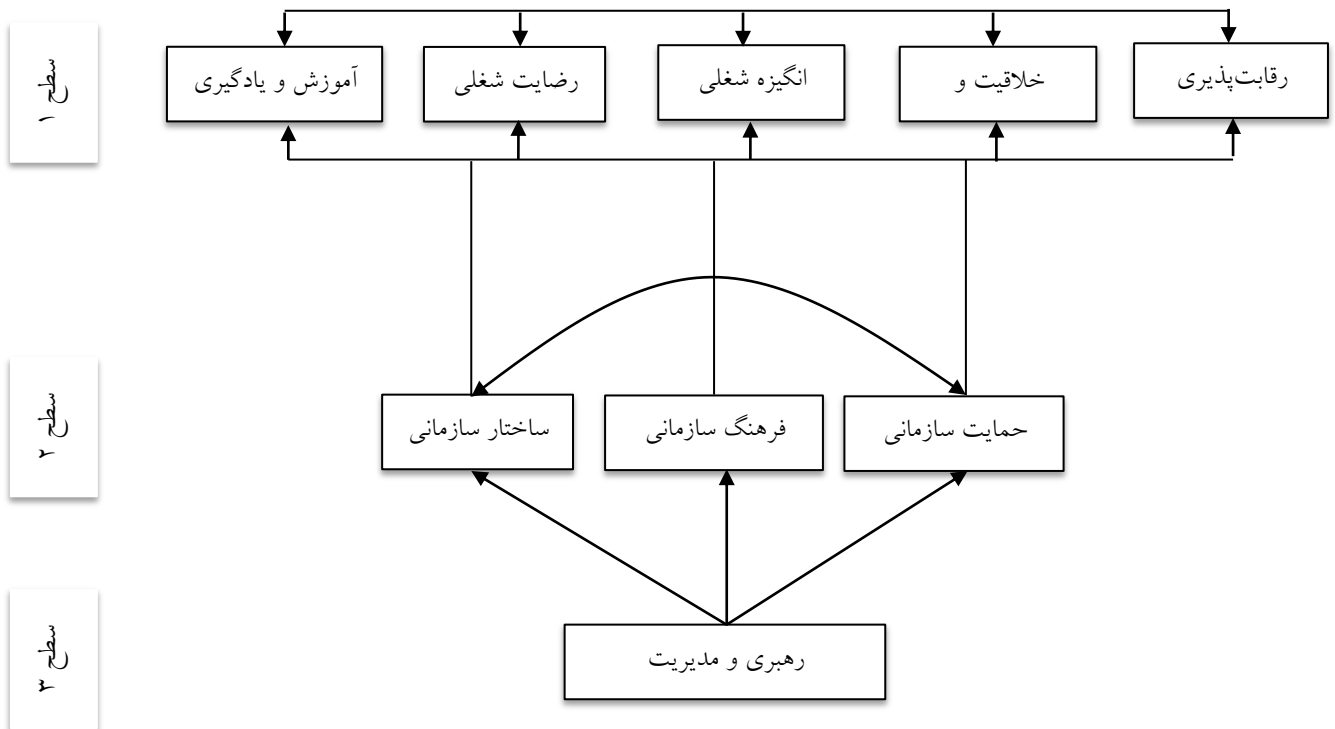 سطح ۱
رقابت‌پذیری
خلاقیت و
انگیزه شغلی
رضایت شغلی
آموزش و یادگیری
سطح ۲
حمایت سازمانی
فرهنگ سازمانی
ساختار سازمانی
سطح ۳
رهبری و مدیریت